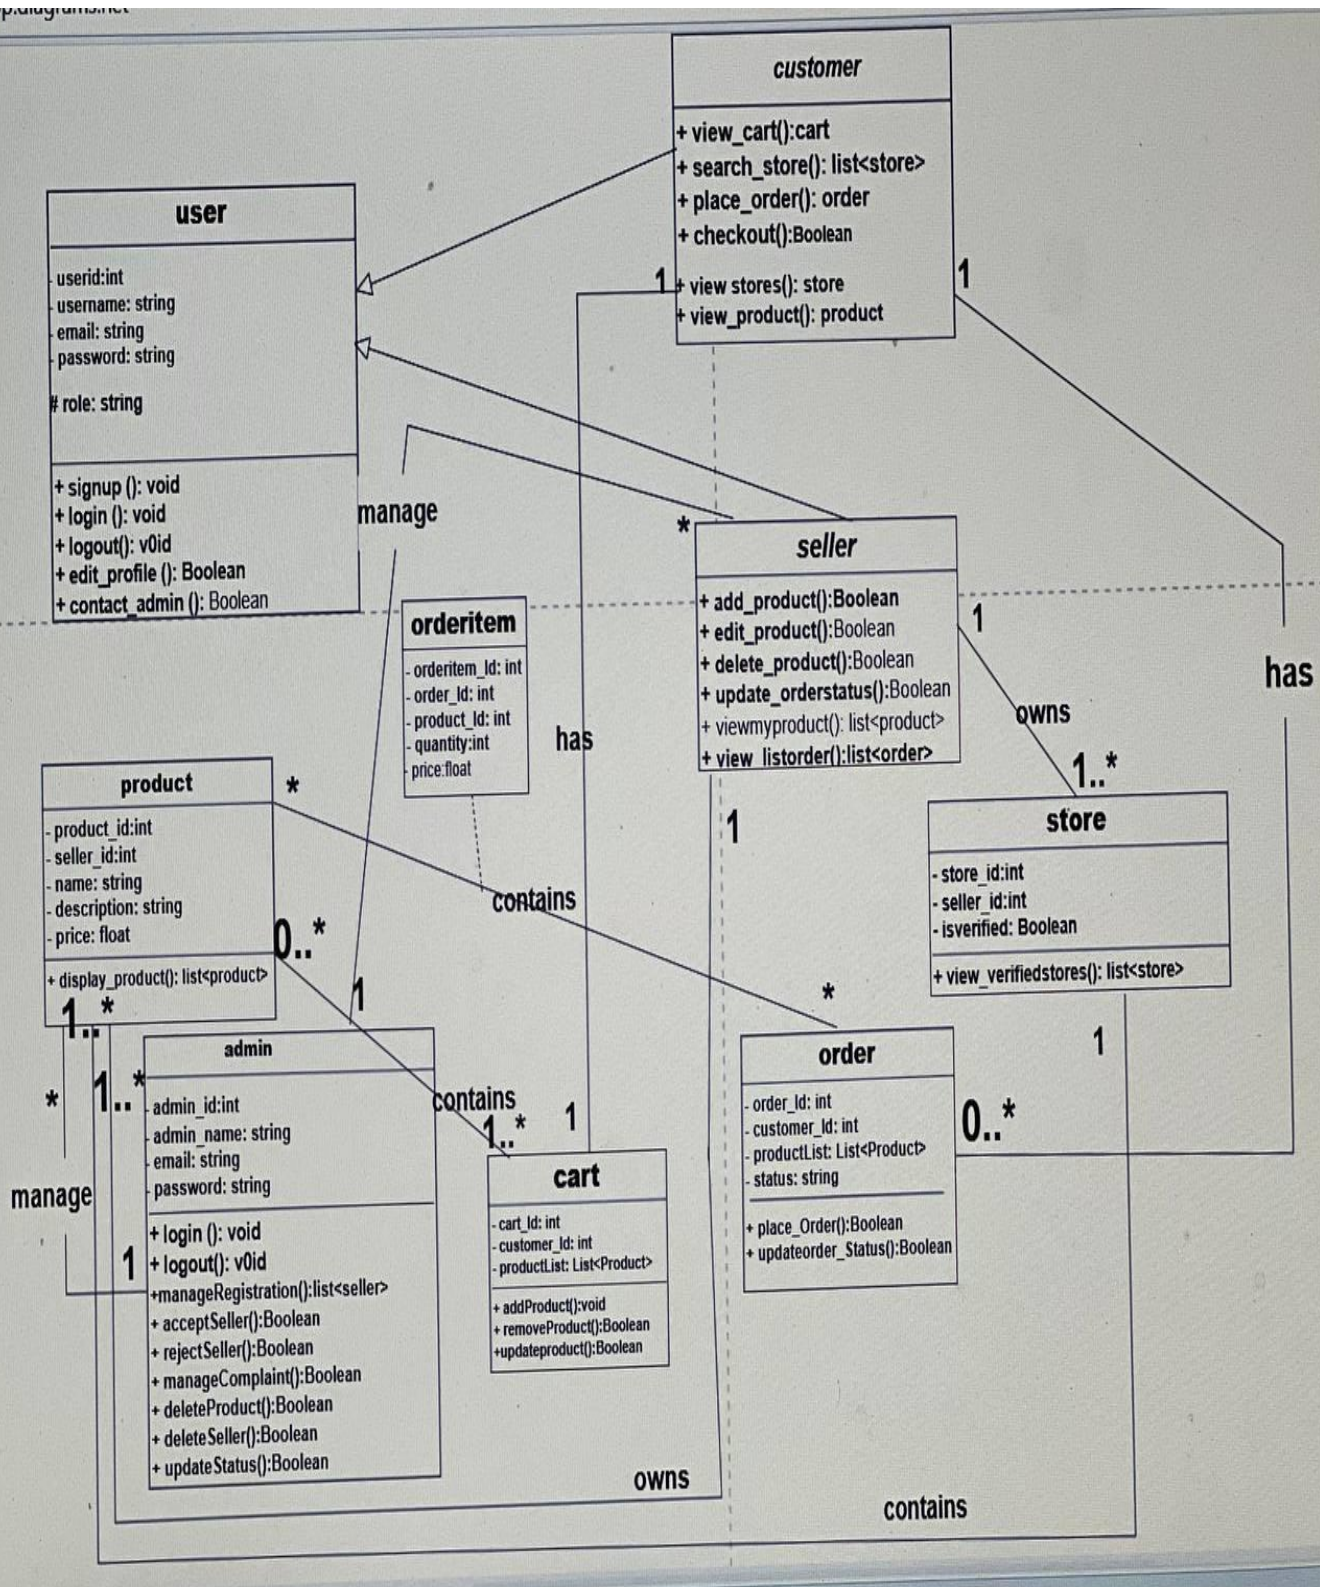 p.diagrams.net
customer
+ view_cart():cart
+ search_store(): list<store>
+ place_order(): order
+ checkout():Boolean
+ view stores(): store
+ view_product(): product
1
1
user
- userid:int
- username: string
- email: string
- password: string
# role: string
+ signup (): void
+ login (): void
+ logout(): v0id
+ edit_profile (): Boolean
+ contact_admin (): Boolean
manage
*
seller
+ add_product():Boolean
+ edit_product():Boolean
+ delete_product():Boolean
+ update_orderstatus():Boolean
+ viewmyproduct(): list<product>
+ view_listorder():list<order>
1
owns
1..*
1
has
orderitem
- orderitem_Id: int
- order_Id: int
- product_Id: int
- quantity:int
- price:float
has
product
- product_id:int
- seller_id:int
- name: string
- description: string
- price: float
+ display_product(): list<product>
*
contains
*
0..*
1
1..*
*
1..*
manage
1
store
- store_id:int
- seller_id:int
- isverified: Boolean
+ view_verifiedstores(): list<store>
1
admin
- admin_id:int
- admin_name: string
- email: string
- password: string
+ login (): void
+ logout(): v0id
+manageRegistration():list<seller>
+ acceptSeller():Boolean
+ rejectSeller():Boolean
+ manageComplaint():Boolean
+ deleteProduct():Boolean
+ deleteSeller():Boolean
+ updateStatus():Boolean
contains
1..*
1
cart
- cart_Id: int
- customer_Id: int
- productList: List<Product>
+ addProduct():void
+ removeProduct():Boolean
+updateproduct():Boolean
order
- order_Id: int
- customer_Id: int
- productList: List<Product>
- status: string
+ place_Order():Boolean
+ updateorder_Status():Boolean
0..*
owns
contains